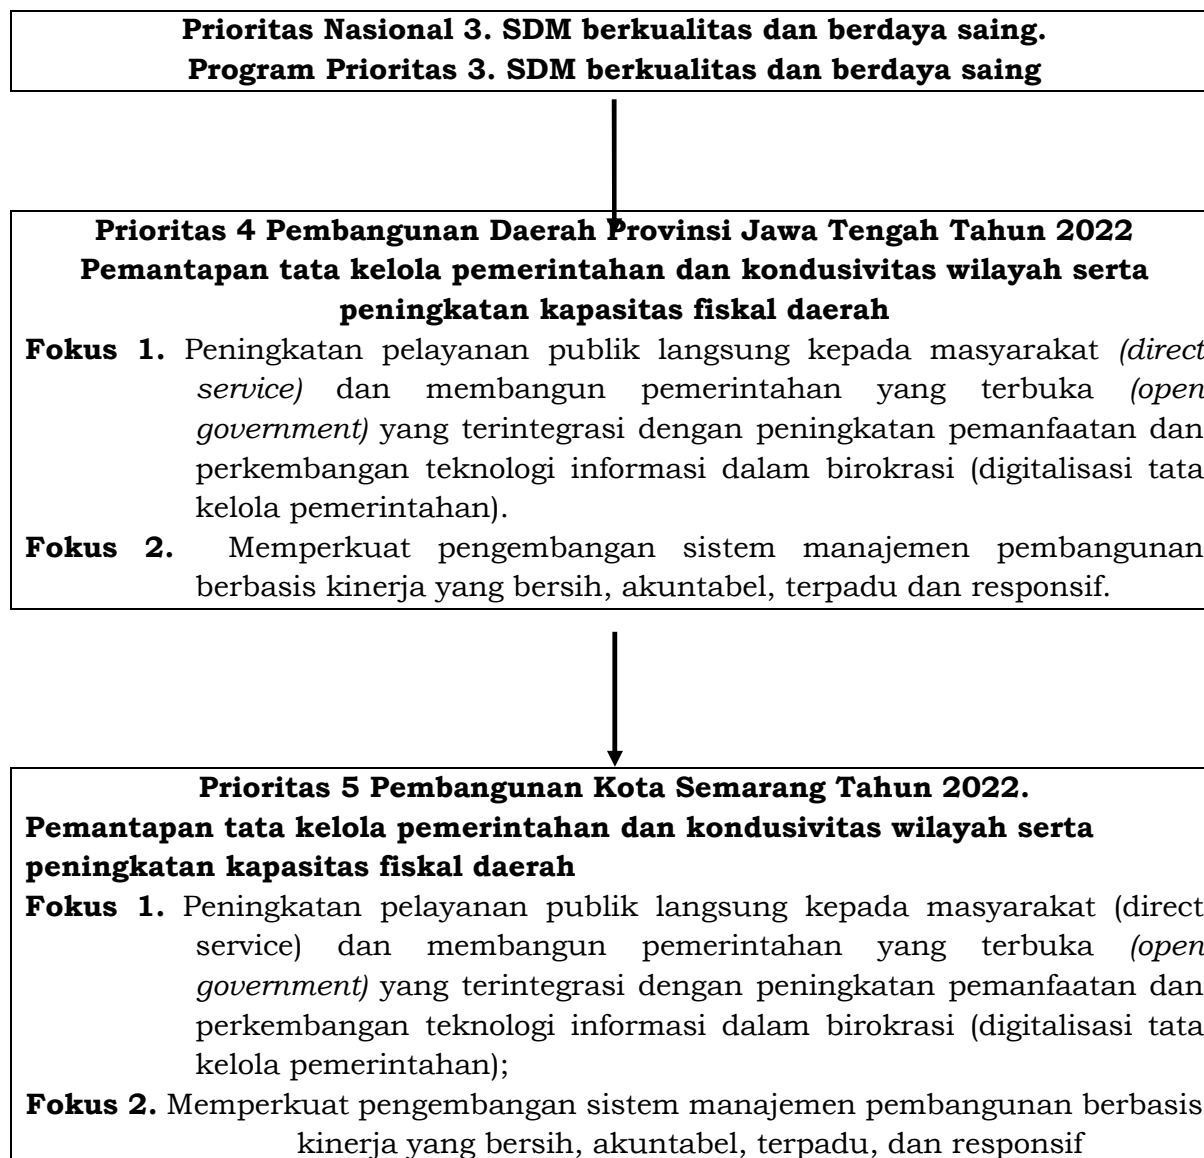 Prioritas Nasional 3. SDM berkualitas dan berdaya saing.
Program Prioritas 3. SDM berkualitas dan berdaya saing
Prioritas 4 Pembangunan Daerah Provinsi Jawa Tengah Tahun 2022
Pemantapan tata kelola pemerintahan dan kondusivitas wilayah serta
peningkatan kapasitas fiskal daerah
Fokus 1. Peningkatan pelayanan publik langsung kepada masyarakat (direct
service) dan membangun pemerintahan yang terbuka (open
government) yang terintegrasi dengan peningkatan pemanfaatan dan
perkembangan teknologi informasi dalam birokrasi (digitalisasi tata
kelola pemerintahan).
Fokus 2. Memperkuat pengembangan sistem manajemen pembangunan
berbasis kinerja yang bersih, akuntabel, terpadu dan responsif.
Prioritas 5 Pembangunan Kota Semarang Tahun 2022.
Pemantapan tata kelola pemerintahan dan kondusivitas wilayah serta
peningkatan kapasitas fiskal daerah
Fokus 1. Peningkatan pelayanan publik langsung kepada masyarakat (direct
service) dan membangun pemerintahan yang terbuka (open
government) yang terintegrasi dengan peningkatan pemanfaatan dan
perkembangan teknologi informasi dalam birokrasi (digitalisasi tata
kelola pemerintahan);
Fokus 2. Memperkuat pengembangan sistem manajemen pembangunan berbasis
kinerja yang bersih, akuntabel, terpadu, dan responsif